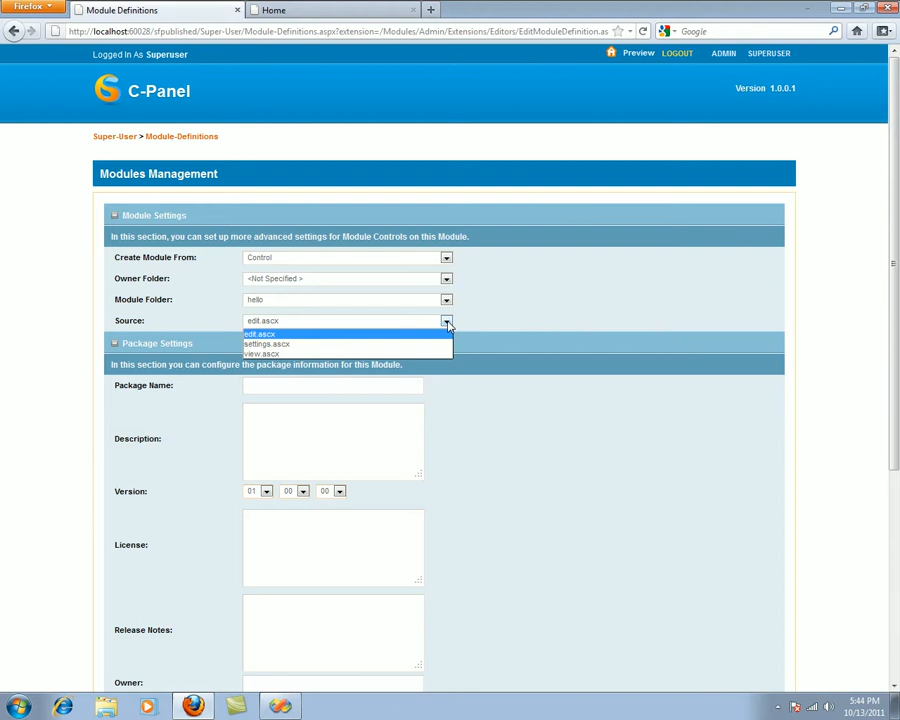 Firefox
Module Definitions
Home
http://localhost:60028/sfpublished/Super-User/Module-Definitions.aspx?extension=/Modules/Admin/Extensions/Editors/EditModuleDefinition.as
Google
Logged In As Superuser
Preview LOGOUT ADMIN SUPERUSER
C-Panel
Version 1.0.0.1
Super-User > Module-Definitions
Modules Management
Module Settings
In this section, you can set up more advanced settings for Module Controls on this Module.
Create Module From: Control
Owner Folder: <Not Specified >
Module Folder: hello
Source: edit.ascx
edit.ascx
settings.ascx
view.ascx
Package Settings
In this section you can configure the package information for this Module.
Package Name:
Description:
Version: 01 00 00
License:
Release Notes:
Owner:
5:44 PM
10/13/2011